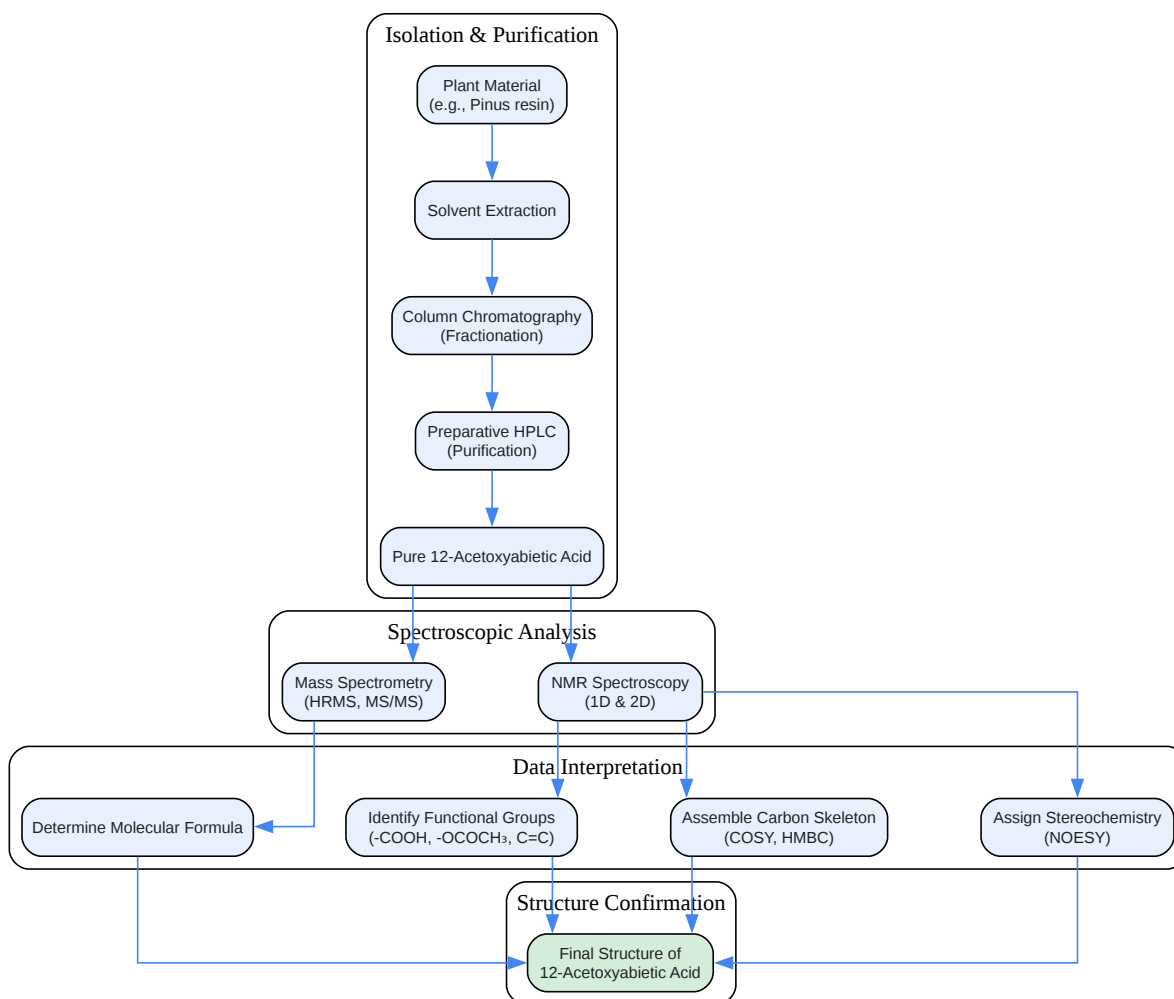 Isolation & Purification
Plant Material
(e.g., Pinus resin)
Solvent Extraction
Column Chromatography
(Fractionation)
Preparative HPLC
(Purification)
Pure 12-Acetoxyabietic Acid
Spectroscopic Analysis
Mass Spectrometry
(HRMS, MS/MS)
NMR Spectroscopy
(1D & 2D)
Data Interpretation
Determine Molecular Formula
Identify Functional Groups
(-COOH, -OCOCH₃, C=C)
Assemble Carbon Skeleton
(COSY, HMBC)
Assign Stereochemistry
(NOESY)
Structure Confirmation
Final Structure of
12-Acetoxyabietic Acid